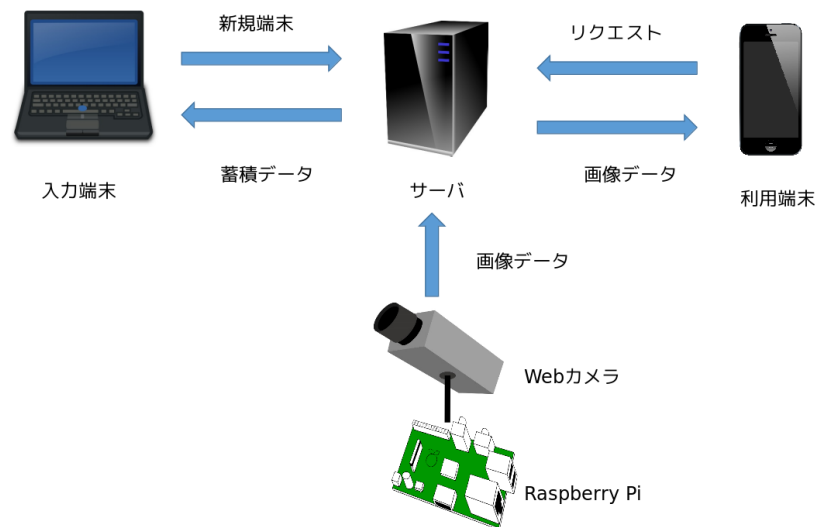 新規端末
リクエスト
蓄積データ
画像データ
入力端末
サーバ
利用端末
画像データ
Webカメラ
Raspberry Pi